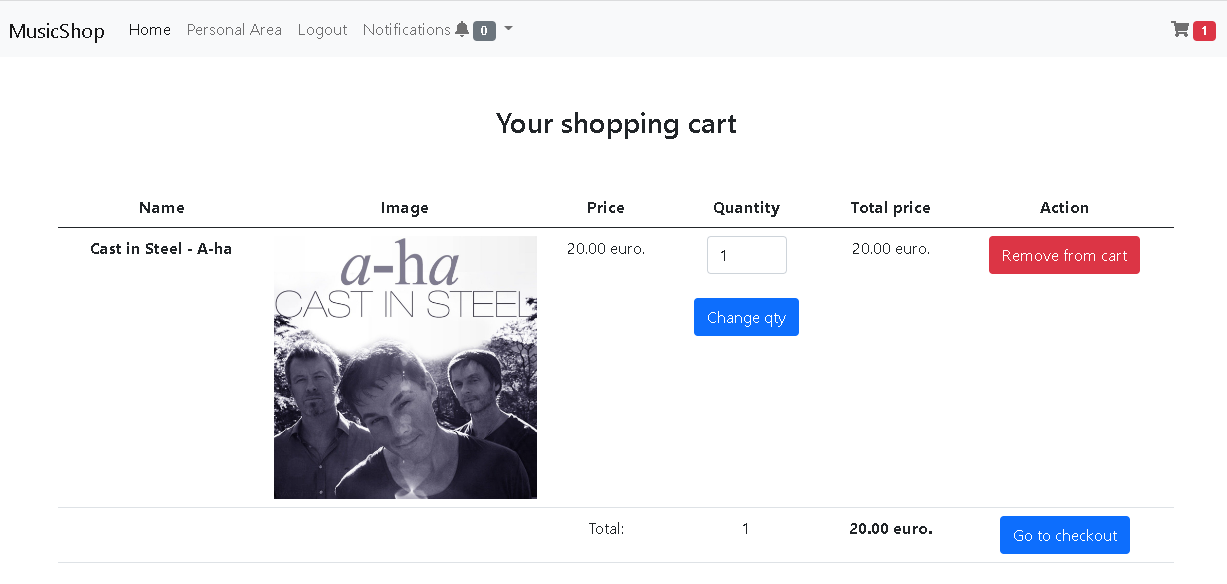 MusicShop Home Personal Area Logout Notifications 0 1
Your shopping cart
Name Image Price Quantity Total price Action
Cast in Steel - A-ha 20.00 euro. 1 20.00 euro. Remove from cart
a-ha
CAST IN STEEL
Change qty
Total: 1 20.00 euro. Go to checkout